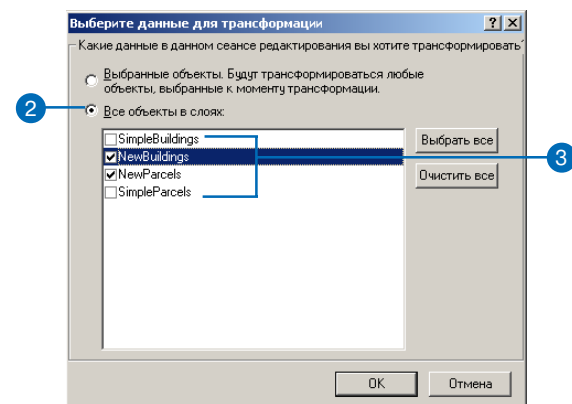 Выберите данные для трансформации
Какие данные в данном сеансе редактирования вы хотите трансформировать
Выбранные объекты. Будут трансформироваться любые
объекты, выбранные к моменту трансформации.
2
Все объекты в слоях:
SimpleBuildings
Выбрать все
NewBuildings
3
NewParcels
Очистить все
SimpleParcels
OK
Отмена